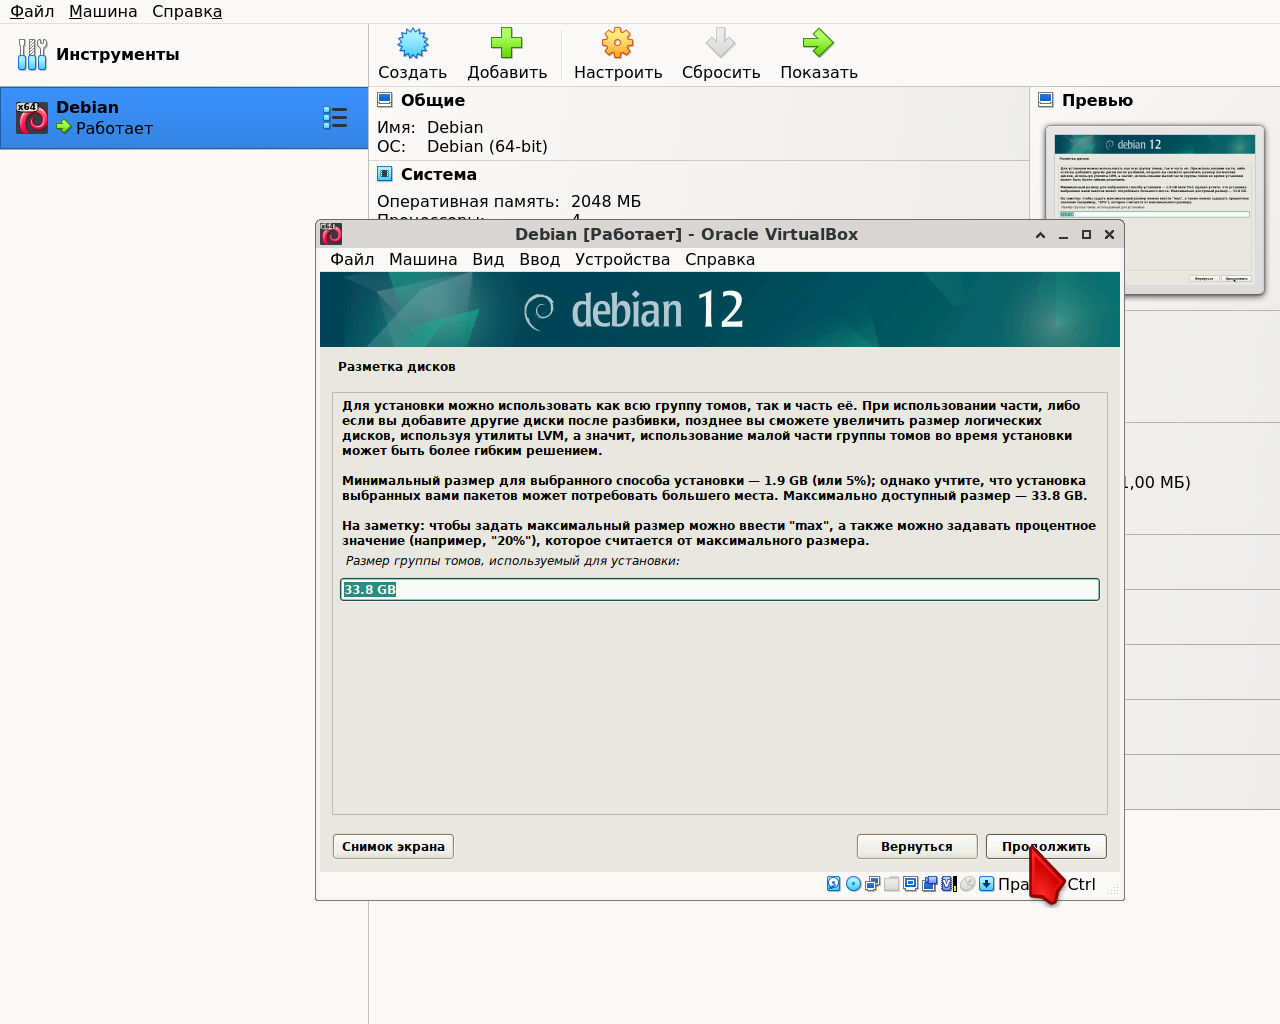 Файл Машина Справка
Инструменты
Создать Добавить Настроить Сбросить Показать
x64
Debian
Работает
Общие
Имя: Debian
ОС: Debian (64-bit)
Система
Оперативная память: 2048 МБ
Процессоры: 4
Превью
debian 12
Разметка дисков
x64
Debian [Работает] - Oracle VirtualBox
Файл Машина Вид Ввод Устройства Справка
debian 12
Разметка дисков
Для установки можно использовать как всю группу томов, так и часть её. При использовании части, либо
если вы добавите другие диски после разбивки, позднее вы сможете увеличить размер логических
дисков, используя утилиты LVM, а значит, использование малой части группы томов во время установки
может быть более гибким решением.
Минимальный размер для выбранного способа установки — 1.9 GB (или 5%); однако учтите, что установка
выбранных вами пакетов может потребовать большего места. Максимально доступный размер — 33.8 GB.
На заметку: чтобы задать максимальный размер можно ввести "max", а также можно задавать процентное
значение (например, "20%"), которое считается от максимального размера.
Размер группы томов, используемый для установки:
33.8 GB
Снимок экрана Вернуться Продолжить
Ctrl
1,00 МБ)